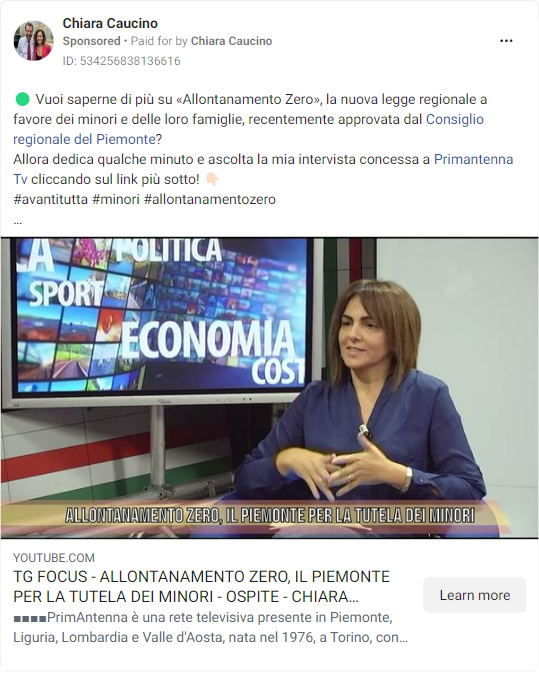 Chiara Caucino
Sponsored • Paid for by Chiara Caucino
ID: 534256838136616
Vuoi saperne di più su «Allontanamento Zero», la nuova legge regionale a
favore dei minori e delle loro famiglie, recentemente approvata dal Consiglio
regionale del Piemonte?
Allora dedica qualche minuto e ascolta la mia intervista concessa a Primantenna
Tv cliccando sul link più sotto! 👇🏻
#avantitutta #minori #allontanamentozero
...
A
POLITICA
SPORT
ECONOMIA
COST
ALLONTANAMENTO ZERO, IL PIEMONTE PER LA TUTELA DEI MINORI
YOUTUBE.COM
TG FOCUS - ALLONTANAMENTO ZERO, IL PIEMONTE
PER LA TUTELA DEI MINORI - OSPITE - CHIARA...
Learn more
◾◾◾◾PrimAntenna è una rete televisiva presente in Piemonte,
Liguria, Lombardia e Valle d'Aosta, nata nel 1976, a Torino, con...